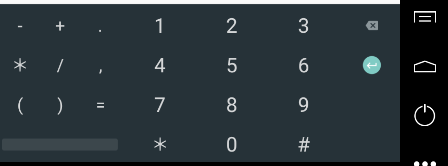 - + . 1 2 3
* / , 4 5 6
( ) = 7 8 9
* 0 #